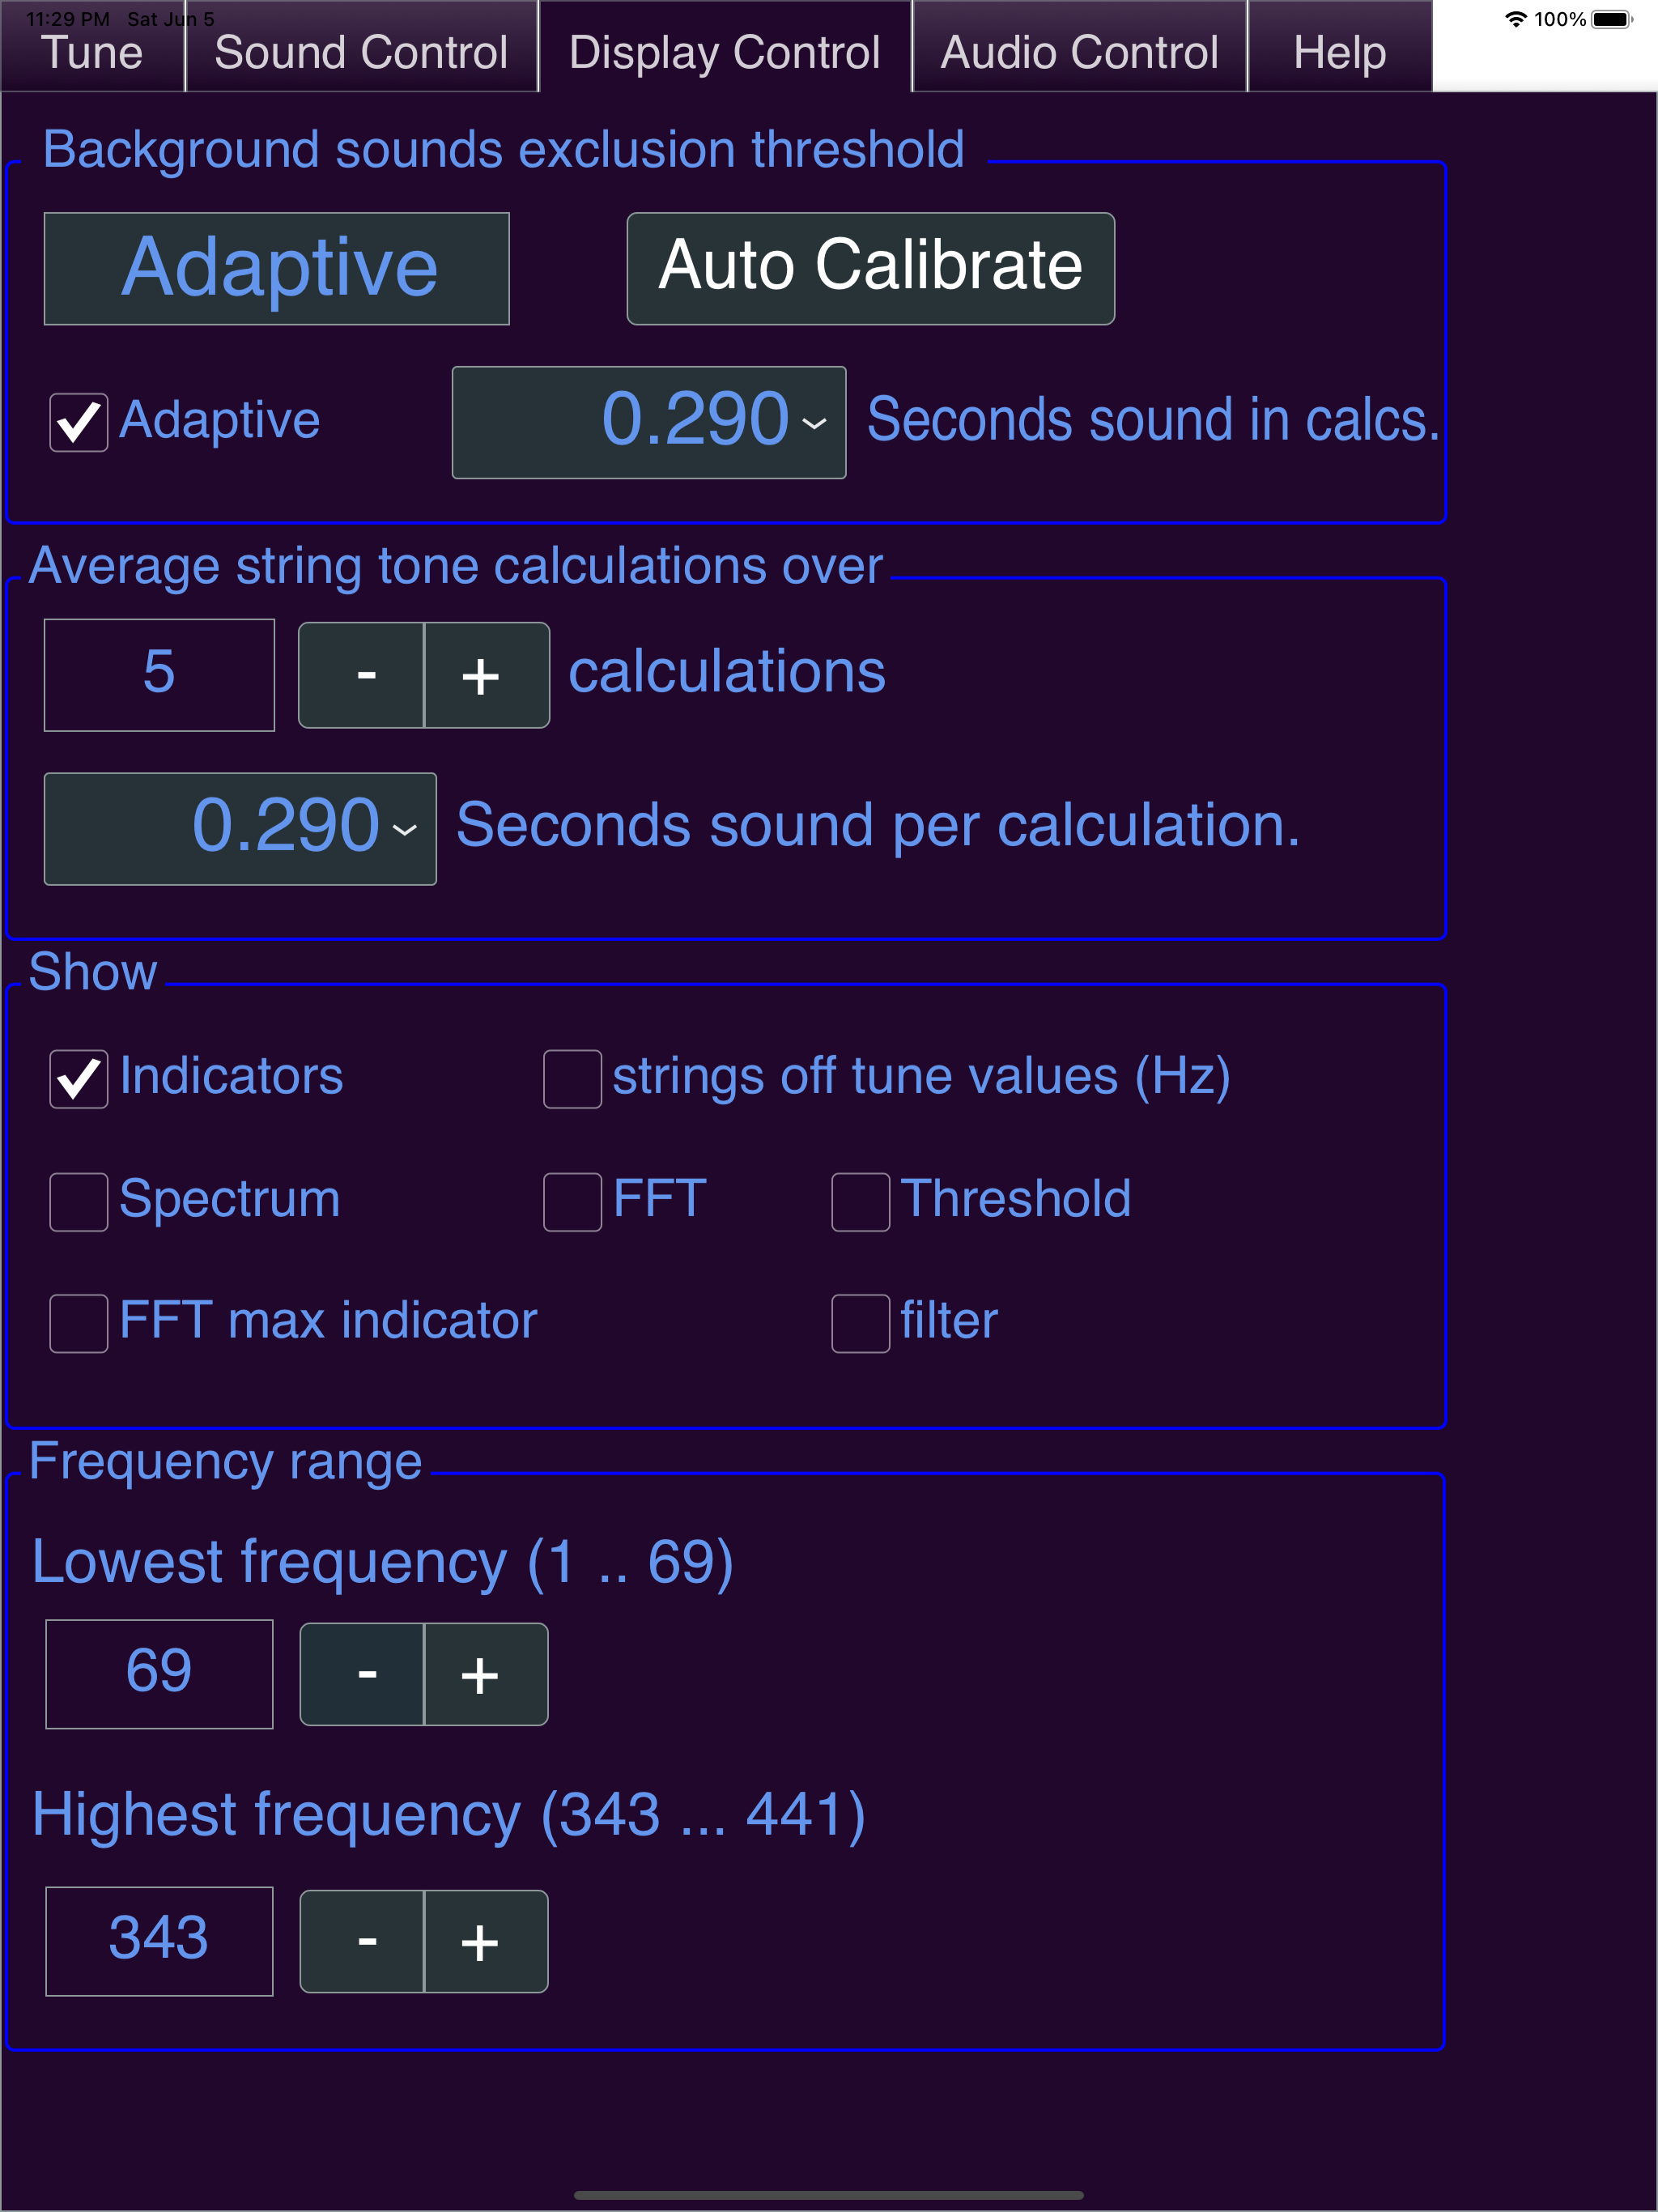 11:29 PM Sat Jun 5 100%
Tune Sound Control Display Control Audio Control Help
Background sounds exclusion threshold
Adaptive Auto Calibrate
Adaptive 0.290 Seconds sound in calcs.
Average string tone calculations over
5 - + calculations
0.290 Seconds sound per calculation.
Show
Indicators strings off tune values (Hz)
Spectrum FFT Threshold
FFT max indicator filter
Frequency range
Lowest frequency (1 .. 69)
69 - +
Highest frequency (343 ... 441)
343 - +